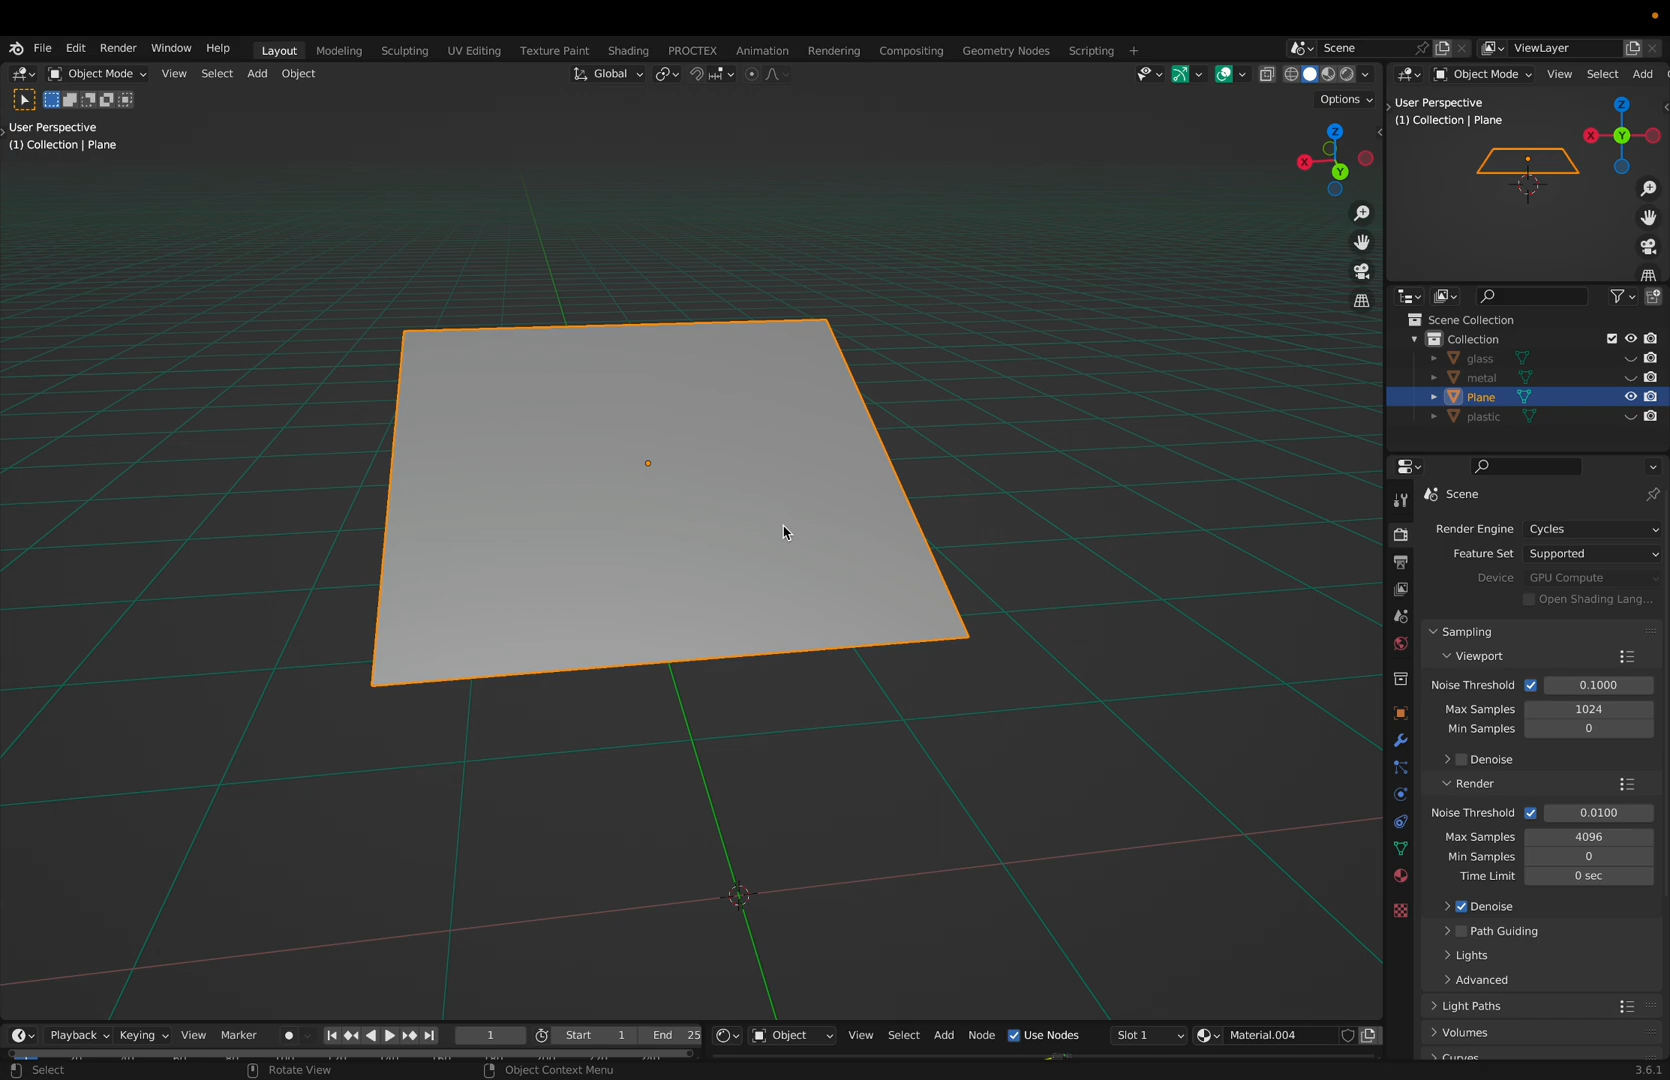 File Edit Render Window Help Layout Modeling Sculpting UV Editing Texture Paint Shading PROCTEX Animation Rendering Compositing Geometry Nodes Scripting + Scene ViewLayer
Object Mode View Select Add Object Global Object Mode View Select Add
Options
User Perspective
(1) Collection | Plane
Z
X
Y
User Perspective
(1) Collection | Plane
Z
X
Y
Scene Collection
Collection
glass
metal
Plane
plastic
Scene
Render Engine Cycles
Feature Set Supported
Device GPU Compute
Open Shading Lang...
Sampling
Viewport
Noise Threshold 0.1000
Max Samples 1024
Min Samples 0
Denoise
Render
Noise Threshold 0.0100
Max Samples 4096
Min Samples 0
Time Limit 0 sec
Denoise
Path Guiding
Lights
Advanced
Light Paths
Volumes
Playback Keying View Marker 1 Start 1 End 25 Object View Select Add Node Use Nodes Slot 1 Material.004
Select Rotate View Object Context Menu 3.6.1